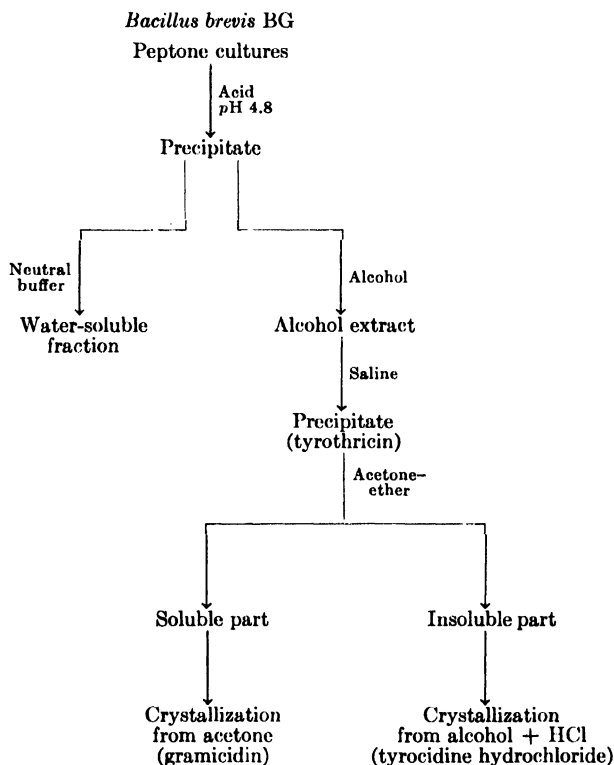 Bacillus brevis BG
Peptone cultures
Acid
pH 4.8
Precipitate
Neutral
buffer
Alcohol
Water-soluble
fraction
Alcohol extract
Saline
Precipitate
(tyrothricin)
Acetone–
ether
Soluble part
Insoluble part
Crystallization
from acetone
(gramicidin)
Crystallization
from alcohol + HCl
(tyrocidine hydrochloride)